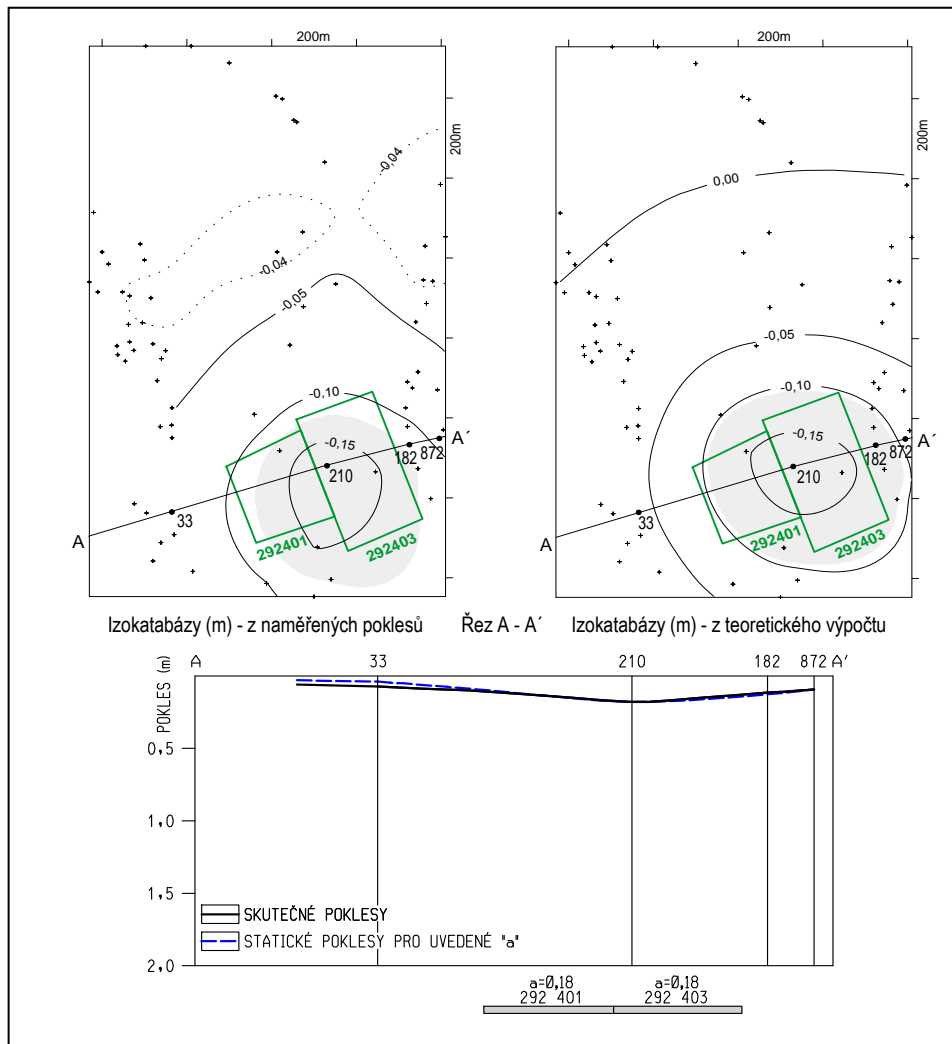 200m
200m
-0,04
-0,04
-0,05
-0,10
-0,15
A
33
210
182
872
A´
292401
292403
200m
200m
0,00
-0,05
-0,10
-0,15
A
33
210
182
872
A´
292401
292403
Izokatabázy (m) - z naměřených poklesů
Řez A - A´
Izokatabázy (m) - z teoretického výpočtu
A
33
210
182
872 A'
POKLES (m)
0,5
1,0
1,5
2,0
SKUTEČNÉ POKLESY
STATICKÉ POKLESY PRO UVEDENÉ "a"
a=0,18
292 401
a=0,18
292 403